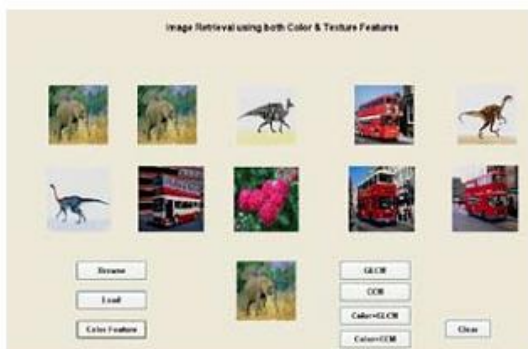 Image Retrieval using both Color & Texture Features
Browse
Load
Color Feature
GLCM
CCM
Color+GLCM
Color+CCM
Clear